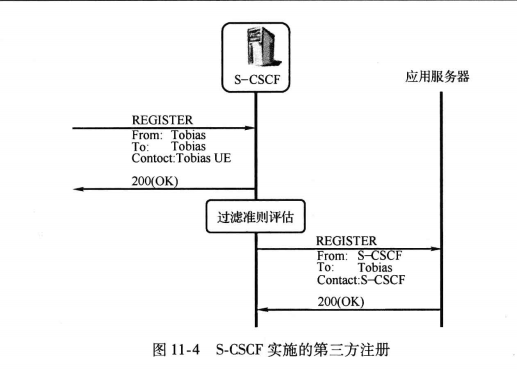 S-CSCF
应用服务器
REGISTER
From: Tobias
To: Tobias
Contoct:Tobias UE
200(OK)
过滤准则评估
REGISTER
From: S-CSCF
To: Tobias
Contact:S-CSCF
200(OK)
图 11-4 S-CSCF 实施的第三方注册